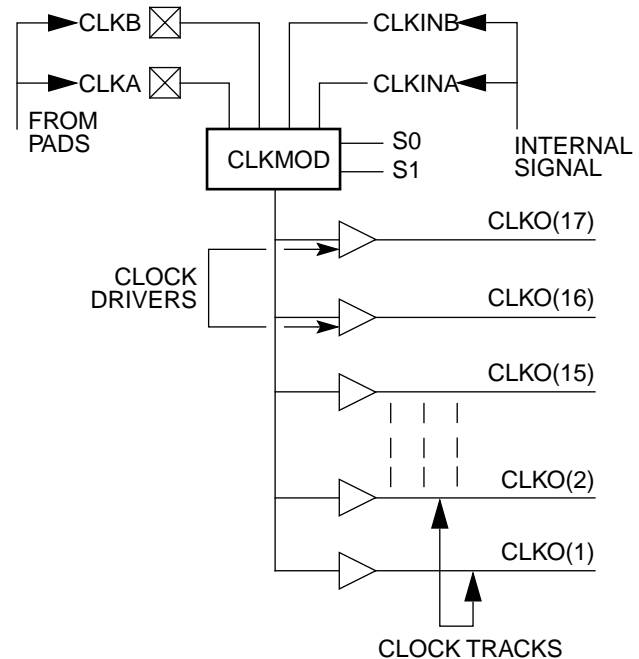 CLKB
CLKINB
CLKA
CLKINA
FROM
PADS
CLKMOD
S0
S1
INTERNAL
SIGNAL
CLKO(17)
CLOCK
DRIVERS
CLKO(16)
CLKO(15)
CLKO(2)
CLKO(1)
CLOCK TRACKS